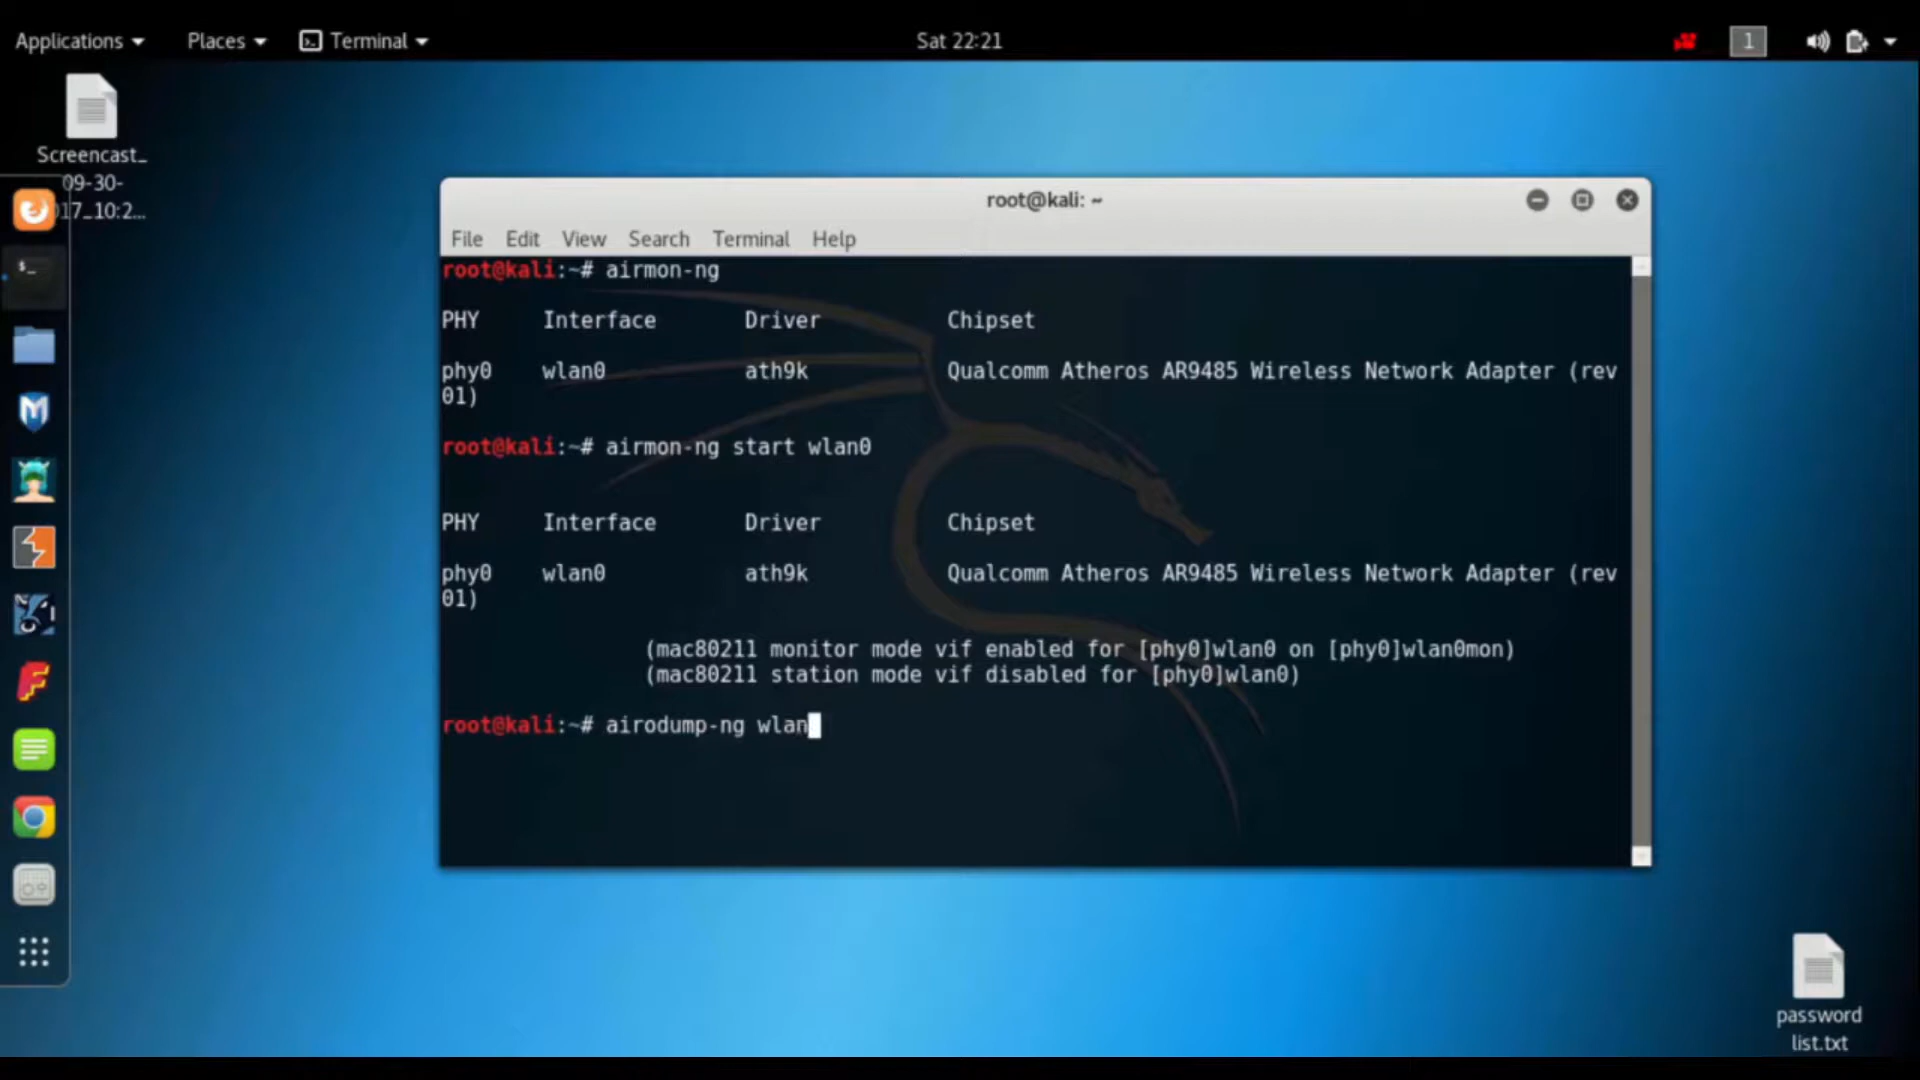 Applications Places Terminal Sat 22:21 1
Screencast_
09-30-
17_10:2...
root@kali: ~
File Edit View Search Terminal Help
root@kali:~# airmon-ng
PHY Interface Driver Chipset
phy0 wlan0 ath9k Qualcomm Atheros AR9485 Wireless Network Adapter (rev
01)
root@kali:~# airmon-ng start wlan0
PHY Interface Driver Chipset
phy0 wlan0 ath9k Qualcomm Atheros AR9485 Wireless Network Adapter (rev
01)
(mac80211 monitor mode vif enabled for [phy0]wlan0 on [phy0]wlan0mon)
(mac80211 station mode vif disabled for [phy0]wlan0)
root@kali:~# airodump-ng wlan
password
list.txt